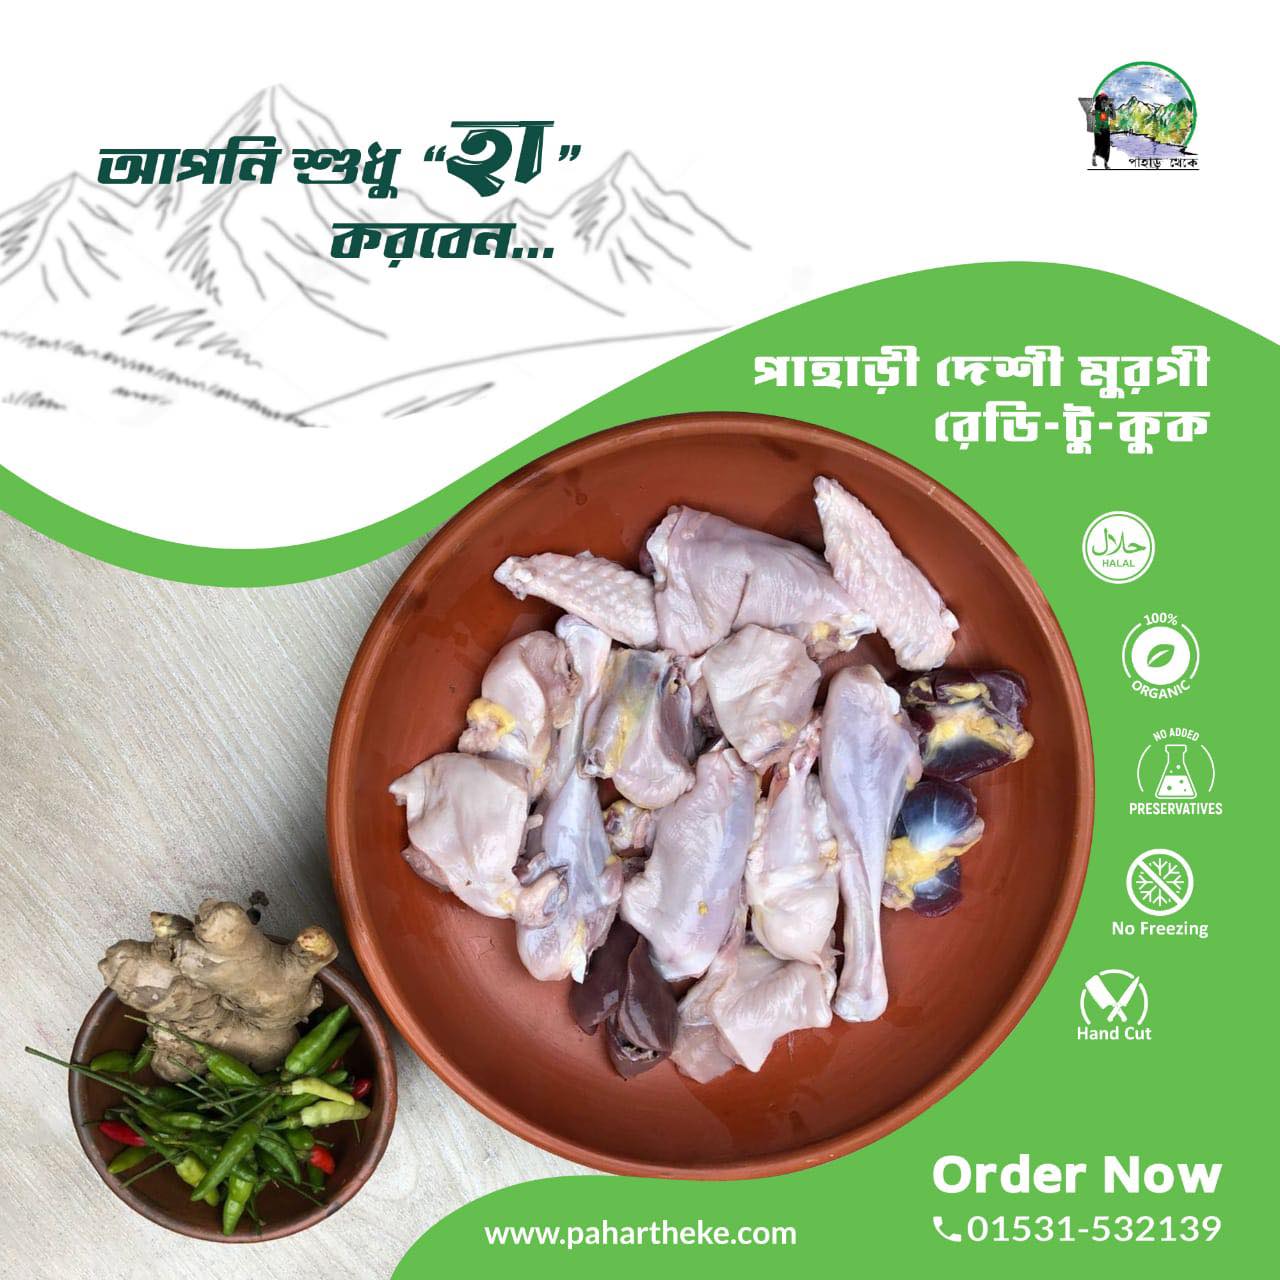 আপনি শুধু “হা”
করবেন...
পাহাড় থেকে
পাহাড়ী দেশী মুরগী
রেডি-টু-কুক
حلال
HALAL
100%
ORGANIC
NO ADDED
PRESERVATIVES
No Freezing
Hand Cut
Order Now
www.pahartheke.com
01531-532139